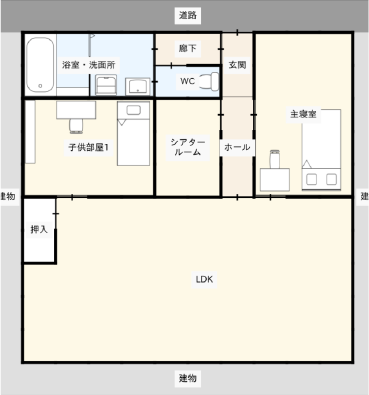 道路
廊下
玄関
浴室・洗面所
WC
主寝室
子供部屋1
シアター
ルーム
ホール
建物
建
押入
LDK
建物